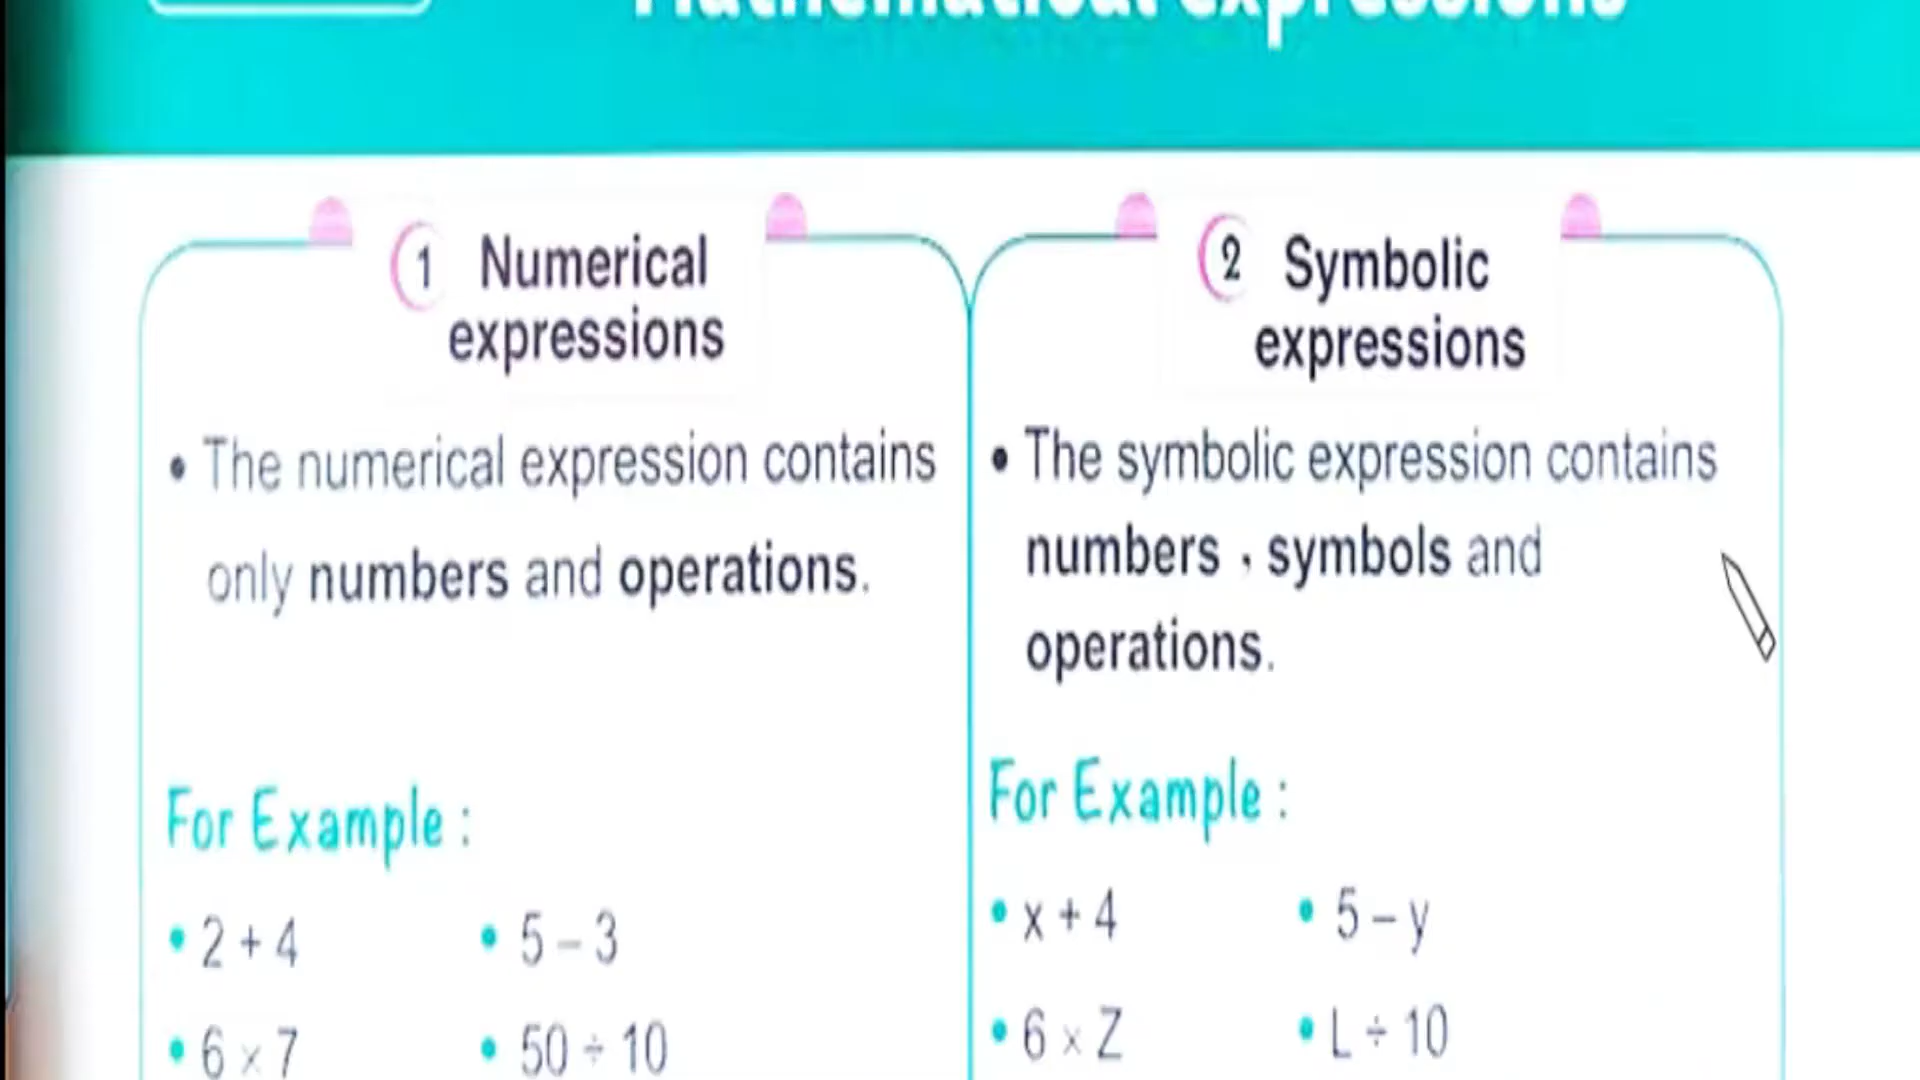 Mathematical expressions
1 Numerical
expressions
• The numerical expression contains
only numbers and operations.
For Example :
• 2 + 4 • 5 – 3
• 6 × 7 • 50 ÷ 10
2 Symbolic
expressions
• The symbolic expression contains
numbers , symbols and
operations.
For Example :
• x + 4 • 5 – y
• 6 × Z • L ÷ 10